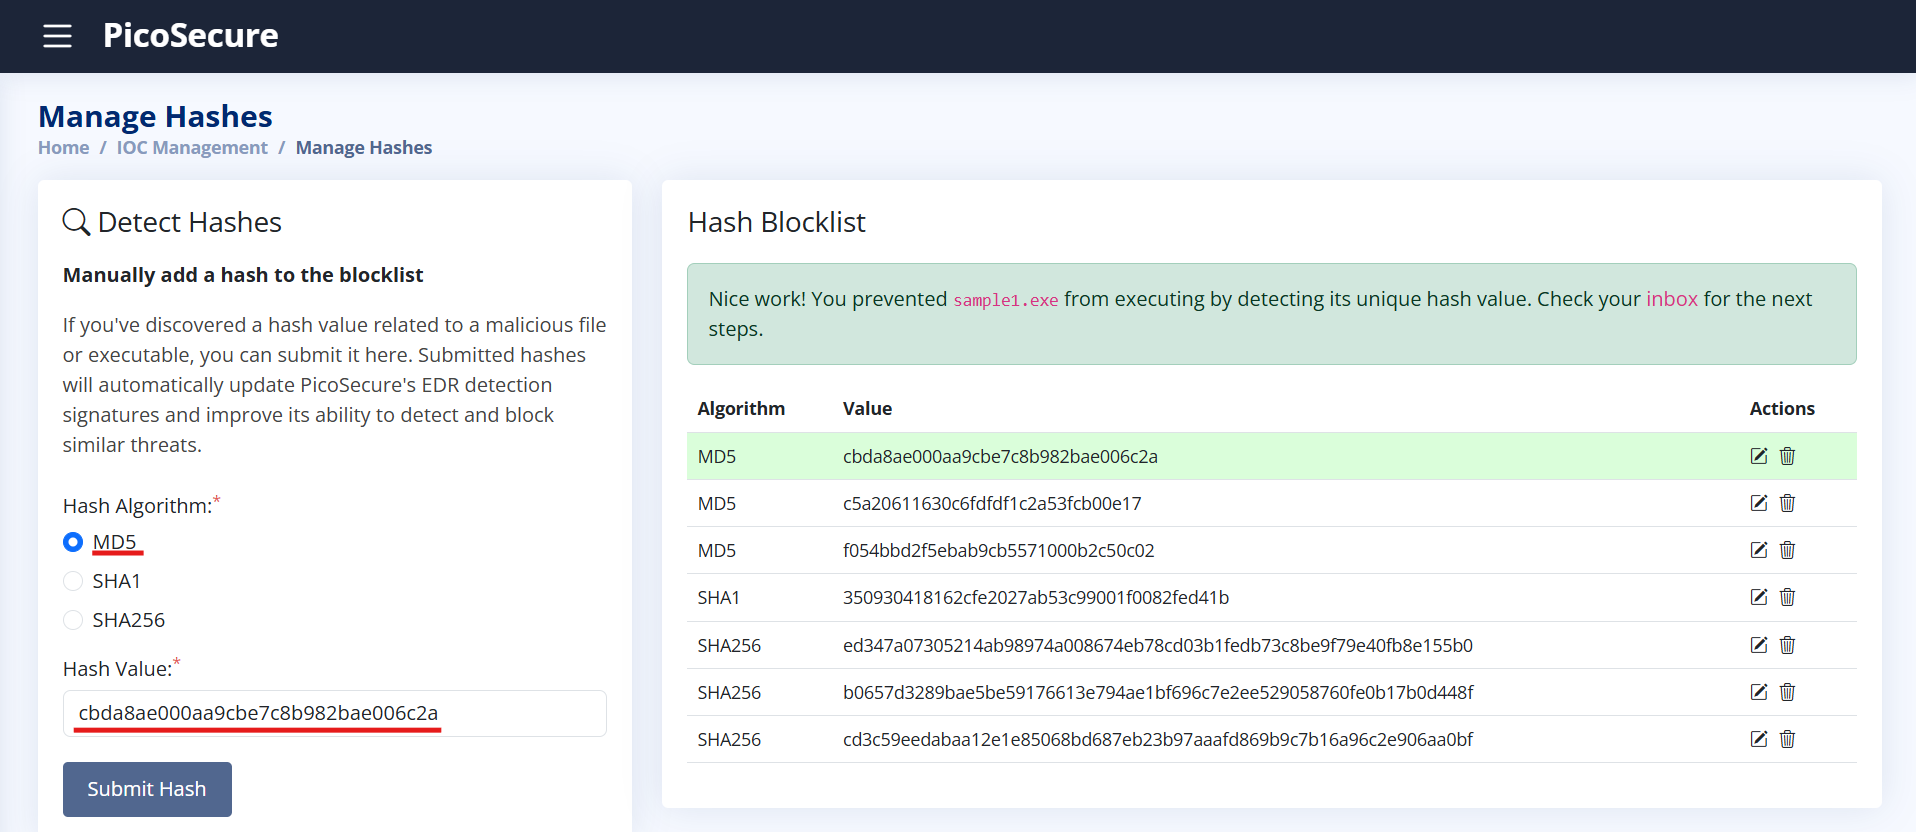 PicoSecure
Manage Hashes
Home / IOC Management / Manage Hashes
Detect Hashes
Manually add a hash to the blocklist
If you've discovered a hash value related to a malicious file
or executable, you can submit it here. Submitted hashes
will automatically update PicoSecure's EDR detection
signatures and improve its ability to detect and block
similar threats.
Hash Algorithm:*
MD5
SHA1
SHA256
Hash Value:*
cbda8ae000aa9cbe7c8b982bae006c2a
Submit Hash
Hash Blocklist
Nice work! You prevented sample1.exe from executing by detecting its unique hash value. Check your inbox for the next
steps.
Algorithm Value Actions
MD5 cbda8ae000aa9cbe7c8b982bae006c2a
MD5 c5a20611630c6fdfdf1c2a53fcb00e17
MD5 f054bbd2f5ebab9cb5571000b2c50c02
SHA1 350930418162cfe2027ab53c99001f0082fed41b
SHA256 ed347a07305214ab98974a008674eb78cd03b1fedb73c8be9f79e40fb8e155b0
SHA256 b0657d3289bae5be59176613e794ae1bf696c7e2ee529058760fe0b17b0d448f
SHA256 cd3c59eedabaa12e1e85068bd687eb23b97aaafd869b9c7b16a96c2e906aa0bf